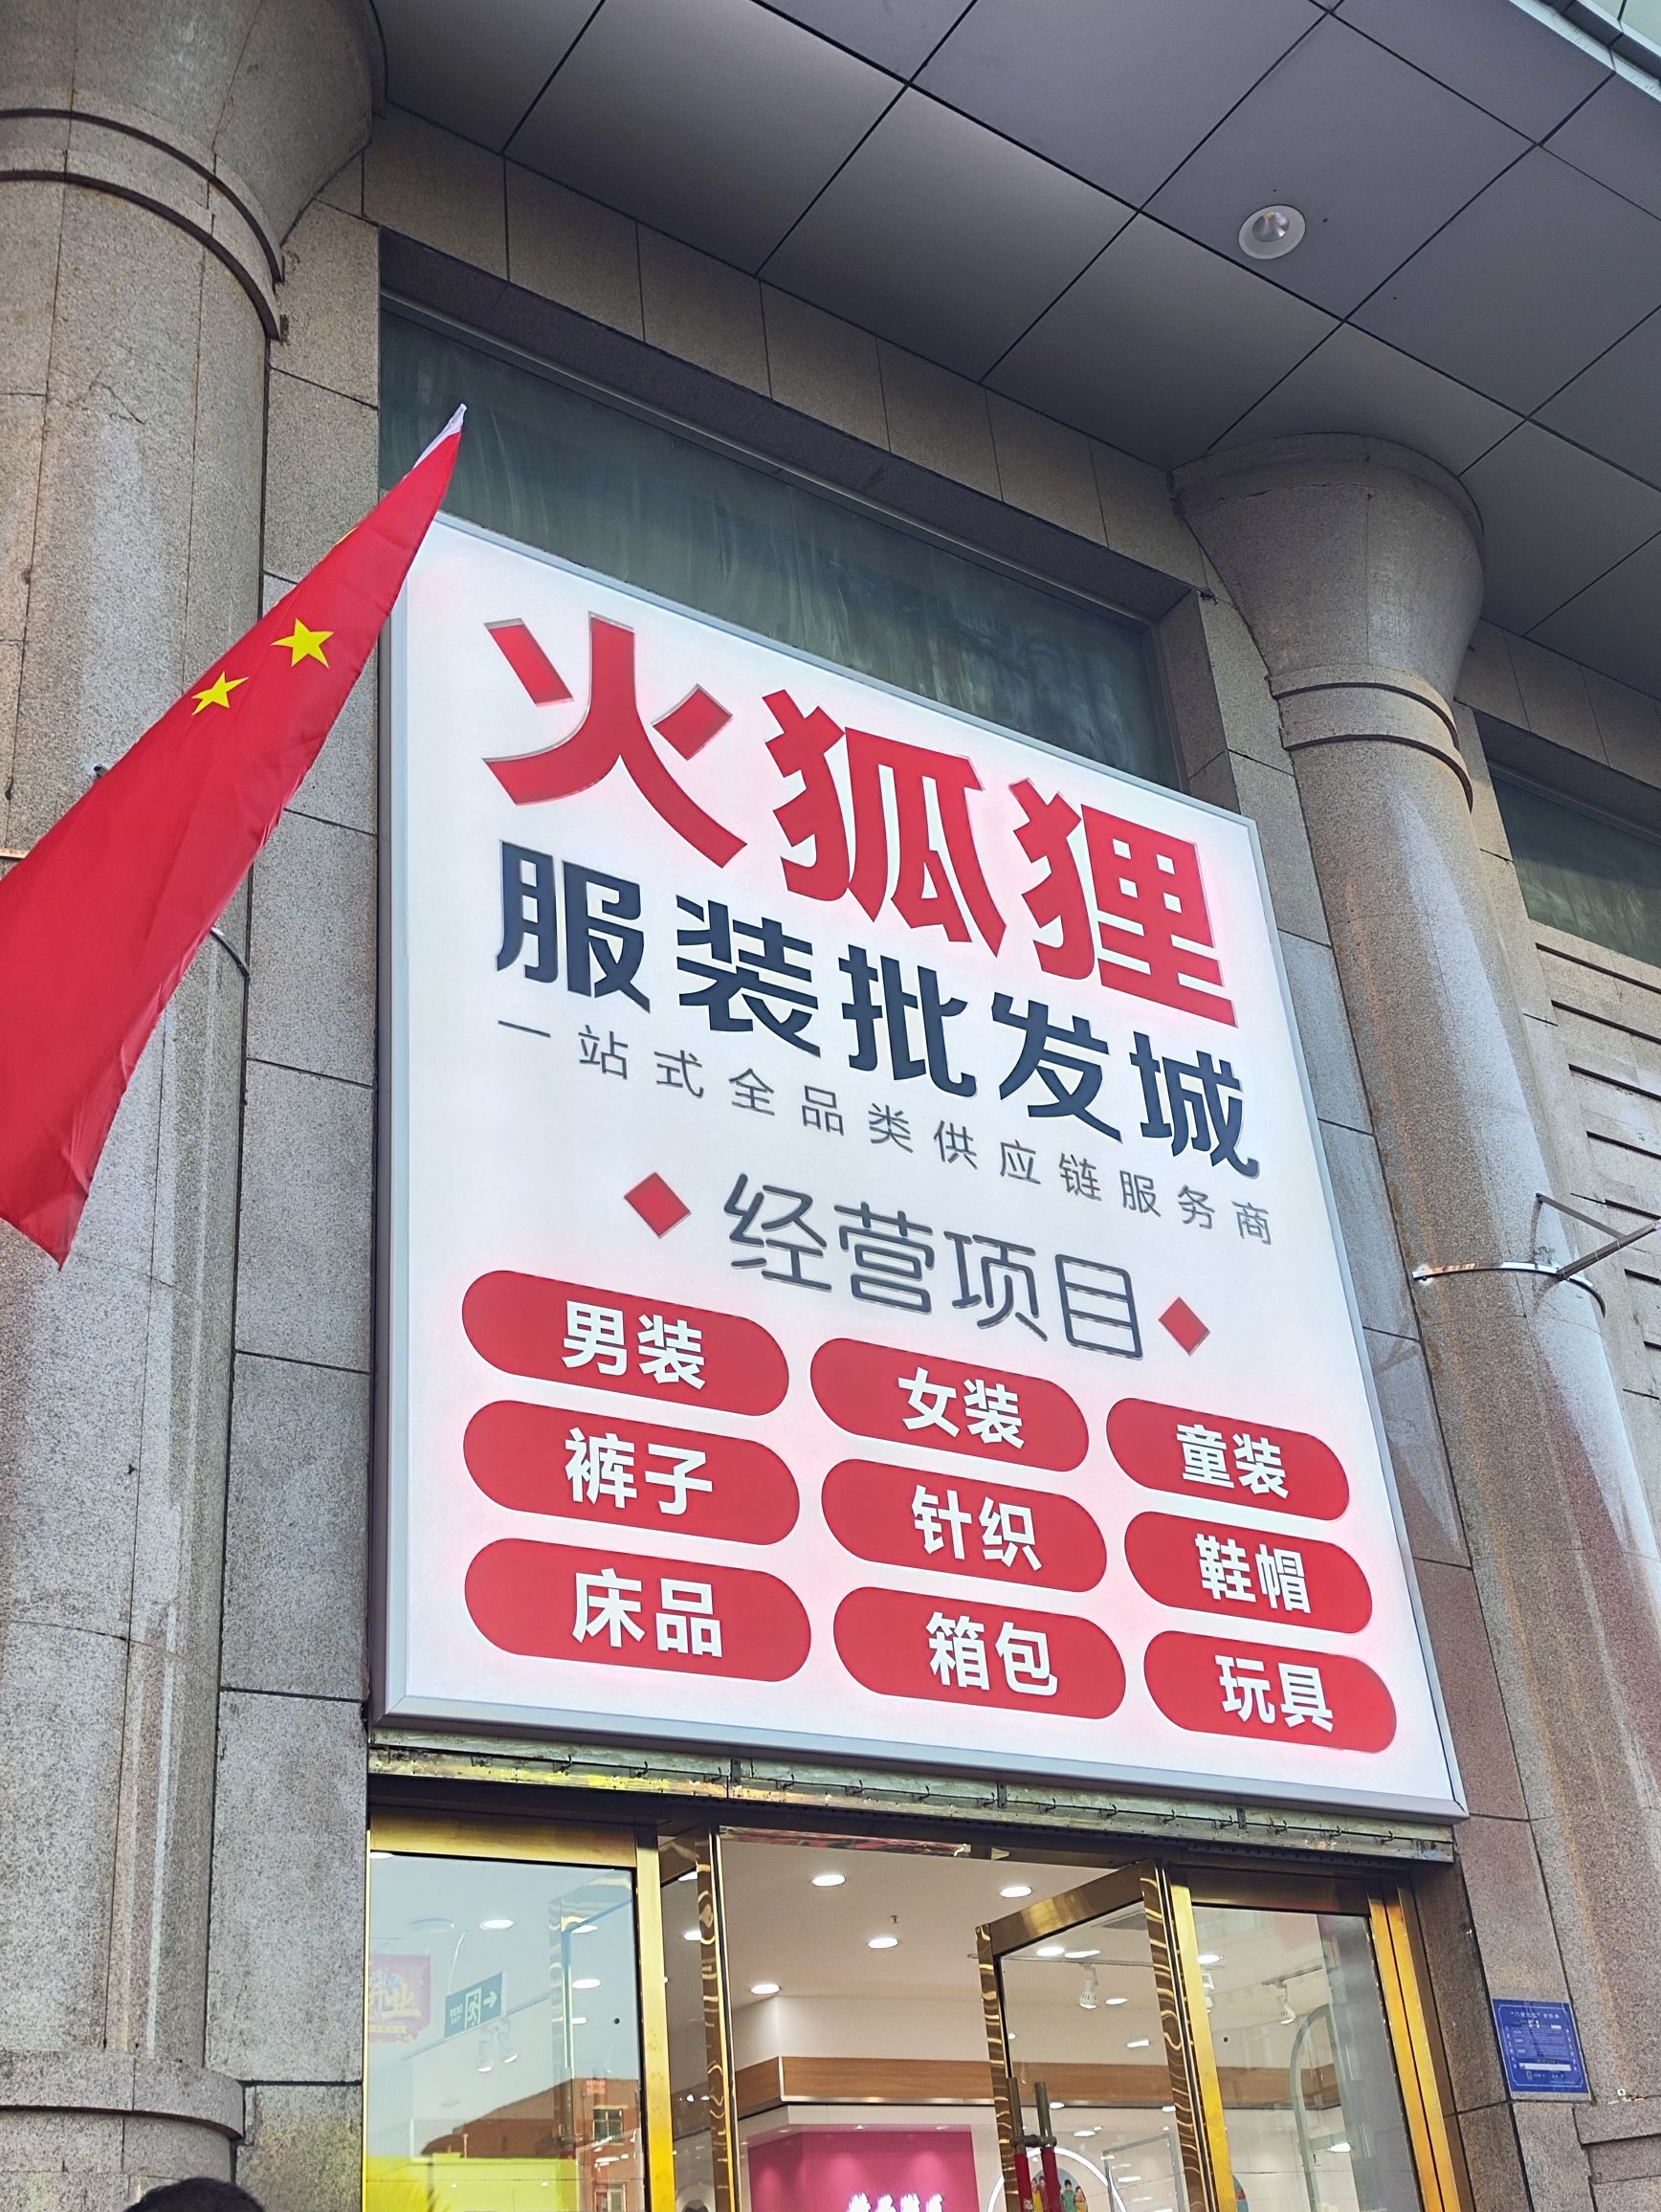 火狐狸
服装批发城
一站式全品类供应链服务商
经营项目
男装 女装 童装
裤子 针织 鞋帽
床品 箱包 玩具